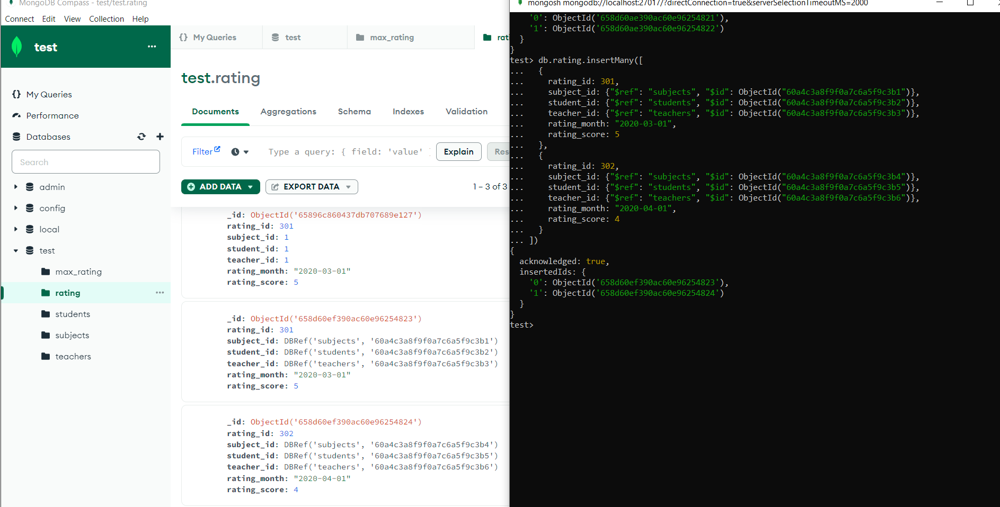 MongoDB Compass - test/test.rating
Connect Edit View Collection Help
test
My Queries
Performance
Databases
Search
admin
config
local
test
max_rating
rating
students
subjects
teachers
{} My Queries
test
max_rating
test.rating
Documents Aggregations Schema Indexes Validation
Filter
Type a query: { field: 'value'
Explain
ADD DATA
EXPORT DATA
1 – 3 of 3
_id: ObjectId('65896c860437db707689e127')
rating_id: 301
subject_id: 1
student_id: 1
teacher_id: 1
rating_month: "2020-03-01"
rating_score: 5
_id: ObjectId('658d60ef390ac60e96254823')
rating_id: 301
subject_id: DBRef('subjects', '60a4c3a8f9f0a7c6a5f9c3b1')
student_id: DBRef('students', '60a4c3a8f9f0a7c6a5f9c3b2')
teacher_id: DBRef('teachers', '60a4c3a8f9f0a7c6a5f9c3b3')
rating_month: "2020-03-01"
rating_score: 5
_id: ObjectId('658d60ef390ac60e96254824')
rating_id: 302
subject_id: DBRef('subjects', '60a4c3a8f9f0a7c6a5f9c3b4')
student_id: DBRef('students', '60a4c3a8f9f0a7c6a5f9c3b5')
teacher_id: DBRef('teachers', '60a4c3a8f9f0a7c6a5f9c3b6')
rating_month: "2020-04-01"
rating_score: 4
mongosh mongodb://localhost:27017/?directConnection=true&serverSelectionTimeoutMS=2000
'0': ObjectId('658d60ae390ac60e96254821'),
'1': ObjectId('658d60ae390ac60e96254822')
}
}
test> db.rating.insertMany([
... {
... rating_id: 301,
... subject_id: {"$ref": "subjects", "$id": ObjectId("60a4c3a8f9f0a7c6a5f9c3b1")},
... student_id: {"$ref": "students", "$id": ObjectId("60a4c3a8f9f0a7c6a5f9c3b2")},
... teacher_id: {"$ref": "teachers", "$id": ObjectId("60a4c3a8f9f0a7c6a5f9c3b3")},
... rating_month: "2020-03-01",
... rating_score: 5
... },
... {
... rating_id: 302,
... subject_id: {"$ref": "subjects", "$id": ObjectId("60a4c3a8f9f0a7c6a5f9c3b4")},
... student_id: {"$ref": "students", "$id": ObjectId("60a4c3a8f9f0a7c6a5f9c3b5")},
... teacher_id: {"$ref": "teachers", "$id": ObjectId("60a4c3a8f9f0a7c6a5f9c3b6")},
... rating_month: "2020-04-01",
... rating_score: 4
... }
... ])
{
acknowledged: true,
insertedIds: {
'0': ObjectId('658d60ef390ac60e96254823'),
'1': ObjectId('658d60ef390ac60e96254824')
}
}
test>